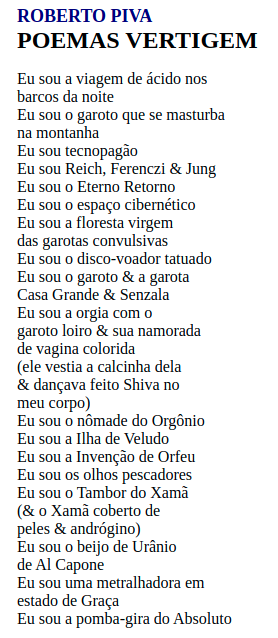 ROBERTO PIVA
POEMAS VERTIGEM
Eu sou a viagem de ácido nos
barcos da noite
Eu sou o garoto que se masturba
na montanha
Eu sou tecnopagão
Eu sou Reich, Ferenczi & Jung
Eu sou o Eterno Retorno
Eu sou o espaço cibernético
Eu sou a floresta virgem
das garotas convulsivas
Eu sou o disco-voador tatuado
Eu sou o garoto & a garota
Casa Grande & Senzala
Eu sou a orgia com o
garoto loiro & sua namorada
de vagina colorida
(ele vestia a calcinha dela
& dançava feito Shiva no
meu corpo)
Eu sou o nômade do Orgônio
Eu sou a Ilha de Veludo
Eu sou a Invenção de Orfeu
Eu sou os olhos pescadores
Eu sou o Tambor do Xamã
(& o Xamã coberto de
peles & andrógino)
Eu sou o beijo de Urânio
de Al Capone
Eu sou uma metralhadora em
estado de Graça
Eu sou a pomba-gira do Absoluto